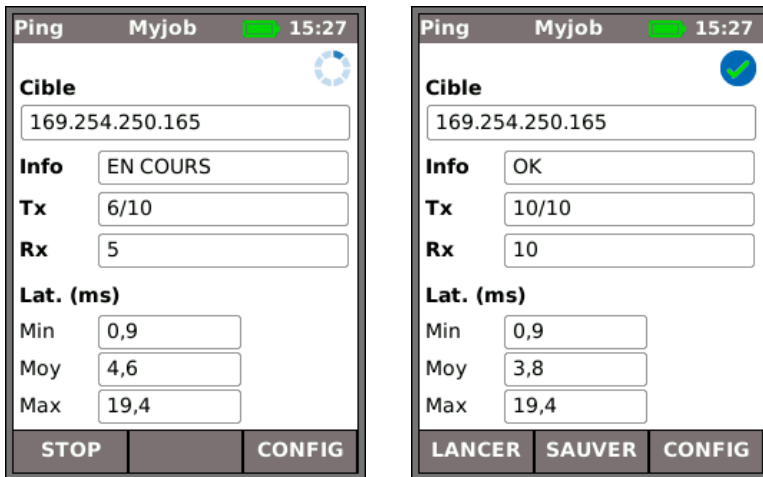 Ping Myjob 15:27
Cible
169.254.250.165
Info EN COURS
Tx 6/10
Rx 5
Lat. (ms)
Min 0,9
Moy 4,6
Max 19,4
STOP CONFIG
Ping Myjob 15:27
Cible
169.254.250.165
Info OK
Tx 10/10
Rx 10
Lat. (ms)
Min 0,9
Moy 3,8
Max 19,4
LANCER SAUVER CONFIG